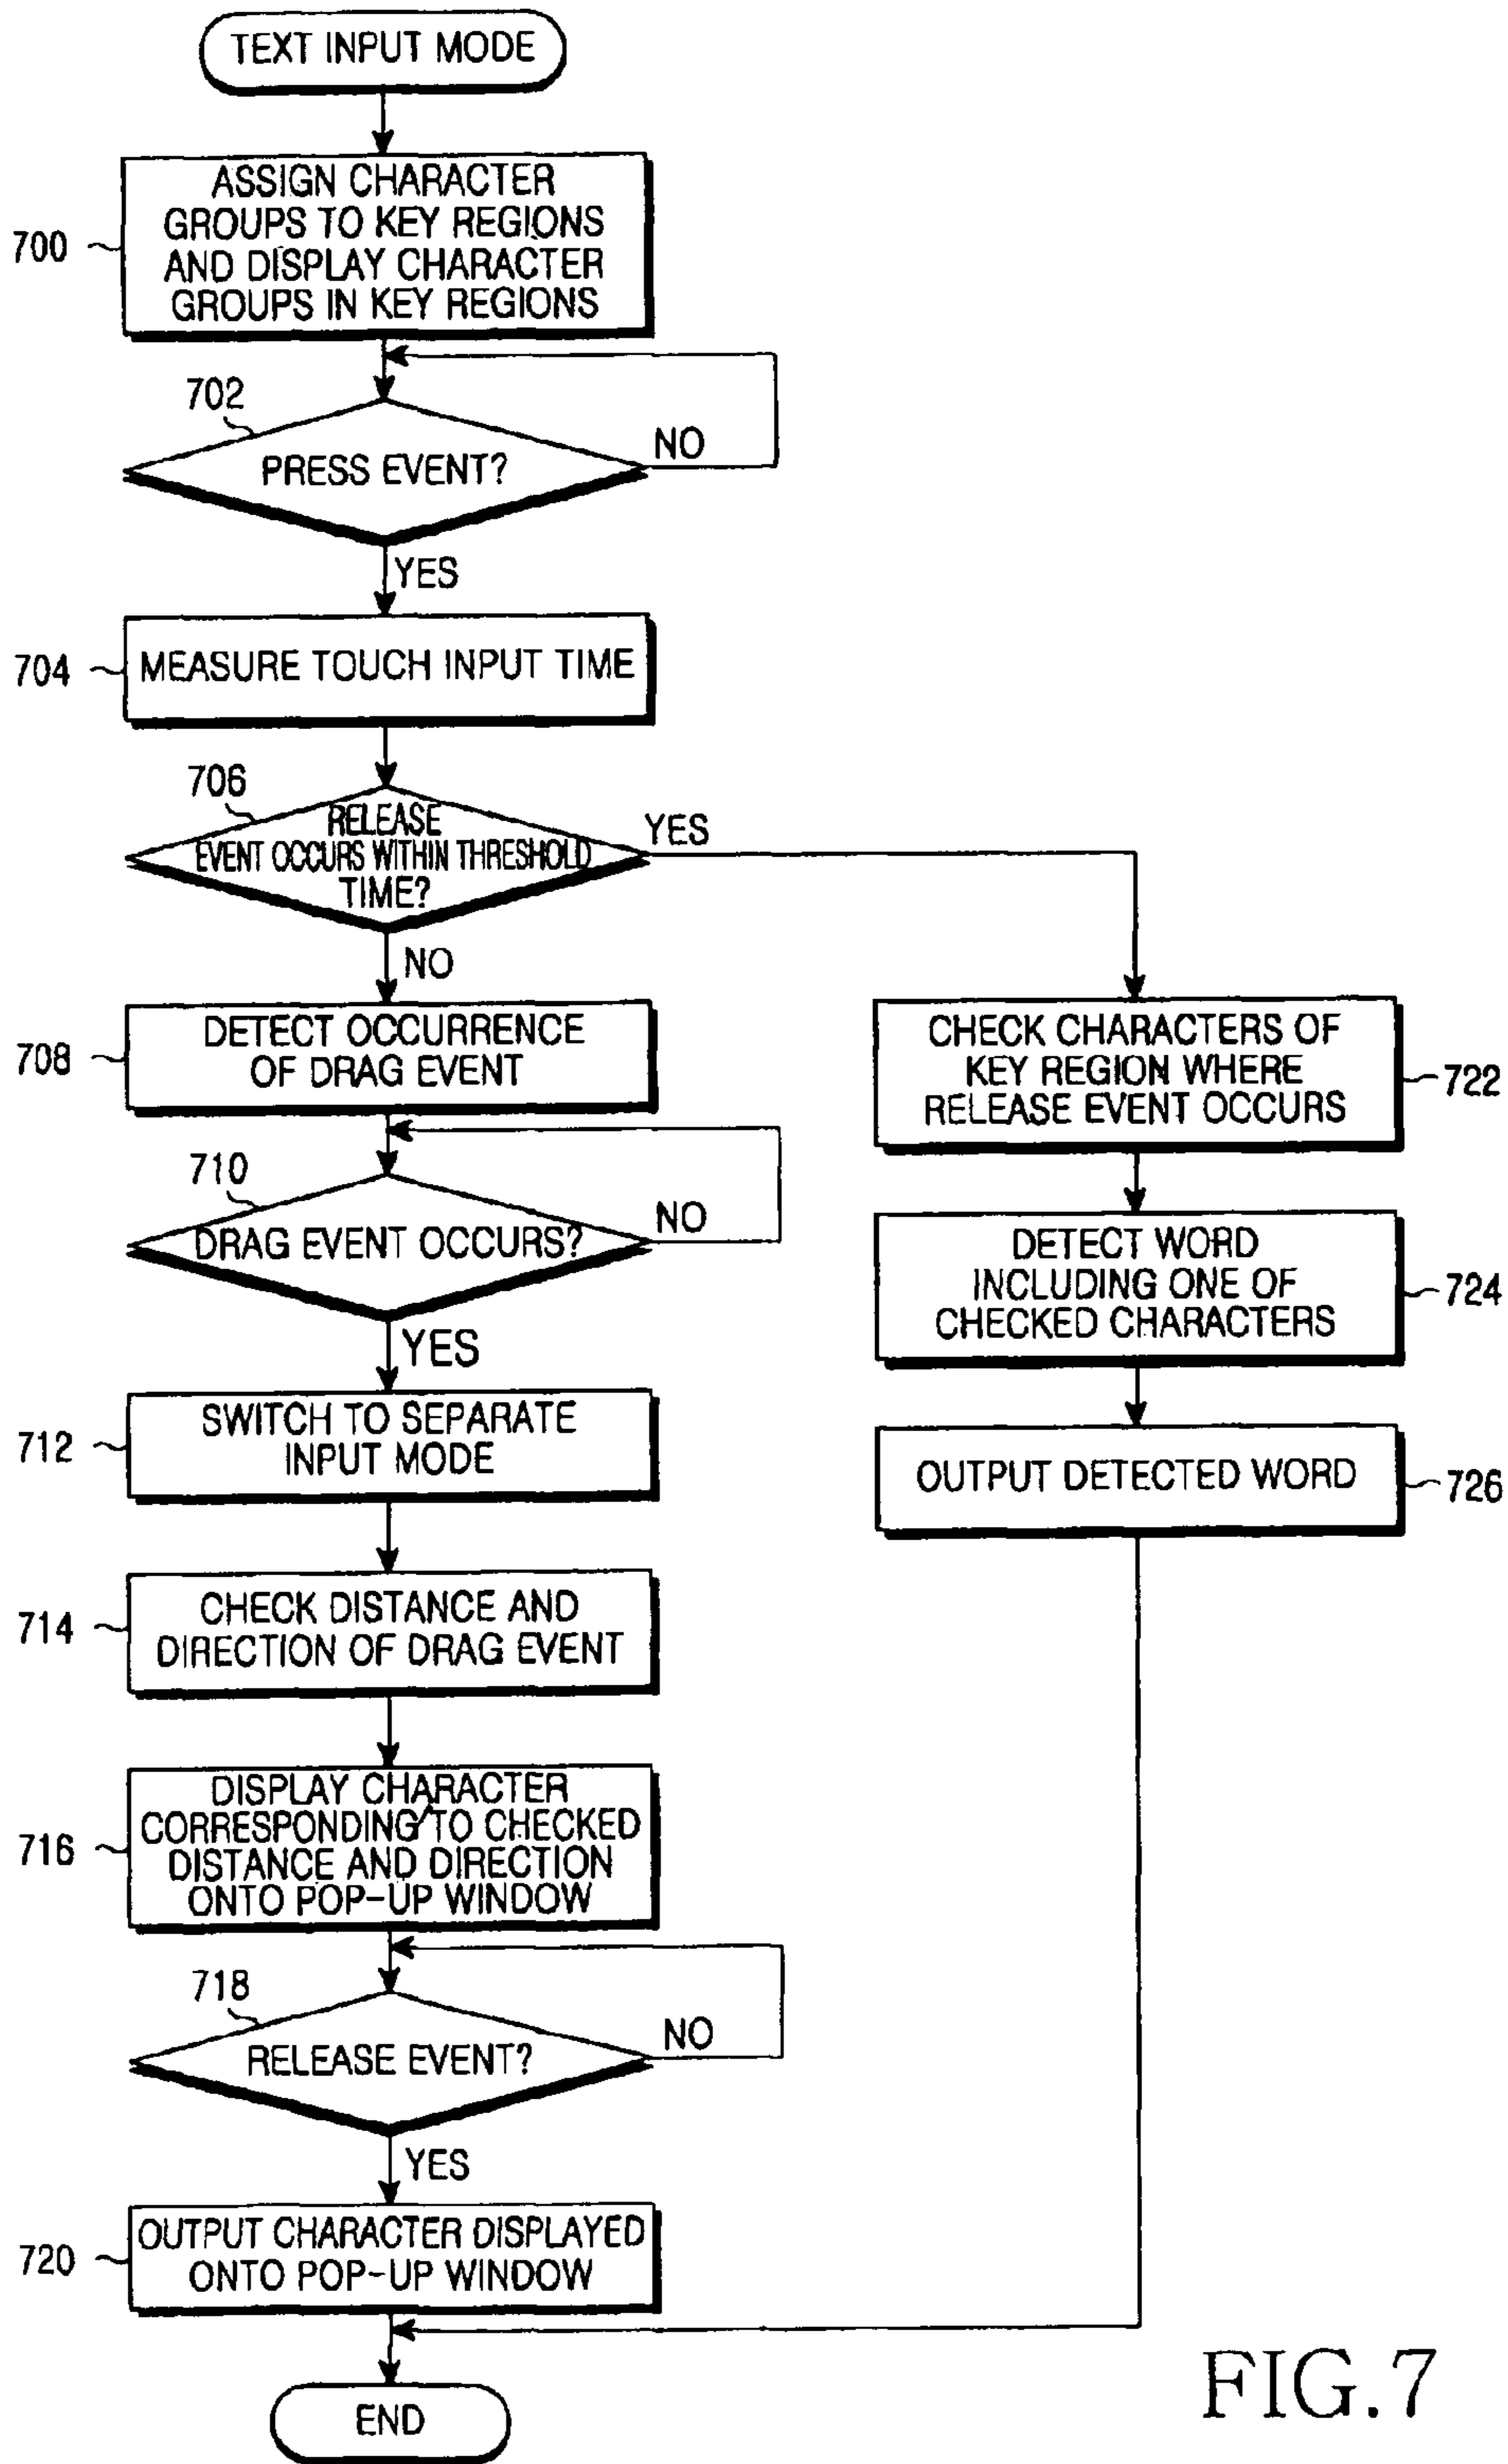 TEXT INPUT MODE
700
ASSIGN CHARACTER
GROUPS TO KEY REGIONS
AND DISPLAY CHARACTER
GROUPS IN KEY REGIONS
702
PRESS EVENT?
NO
YES
704
MEASURE TOUCH INPUT TIME
706
RELEASE
EVENT OCCURS WITHIN THRESHOLD
TIME?
YES
NO
708
DETECT OCCURRENCE
OF DRAG EVENT
710
DRAG EVENT OCCURS?
NO
YES
712
SWITCH TO SEPARATE
INPUT MODE
714
CHECK DISTANCE AND
DIRECTION OF DRAG EVENT
716
DISPLAY CHARACTER
CORRESPONDING TO CHECKED
DISTANCE AND DIRECTION
ONTO POP-UP WINDOW
718
RELEASE EVENT?
NO
YES
720
OUTPUT CHARACTER DISPLAYED
ONTO POP-UP WINDOW
CHECK CHARACTERS OF
KEY REGION WHERE
RELEASE EVENT OCCURS
722
DETECT WORD
INCLUDING ONE OF
CHECKED CHARACTERS
724
OUTPUT DETECTED WORD
726
END
FIG.7